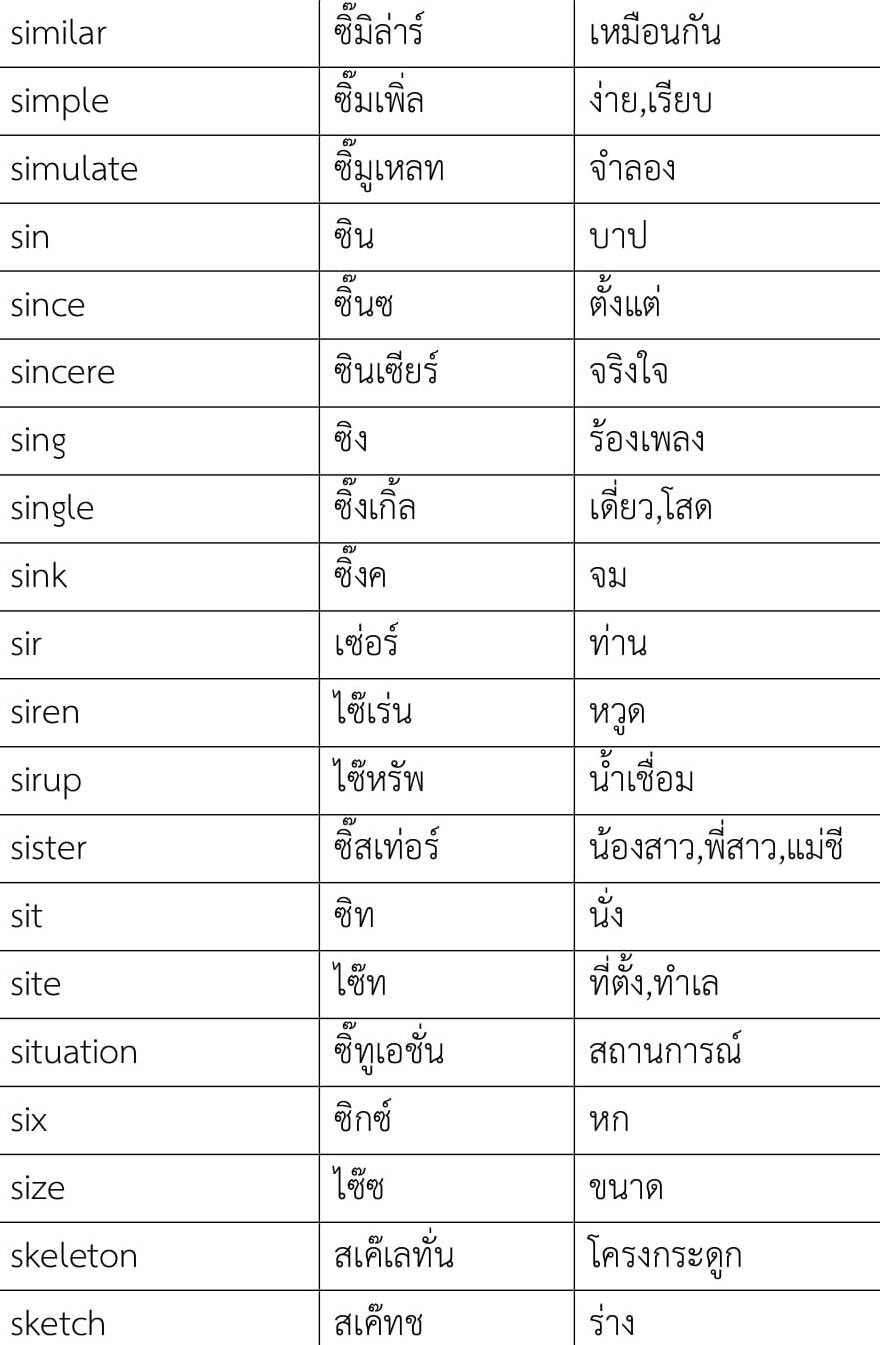 similar ซิ๊มิล่าร์ เหมือนกัน
simple ซิ๊มเพิ่ล ง่าย,เรียบ
simulate ซิ๊มูเหลท จำลอง
sin ซิน บาป
since ซิ๊นซ ตั้งแต่
sincere ซินเซียร์ จริงใจ
sing ซิง ร้องเพลง
single ซิ๊งเกิ้ล เดี่ยว,โสด
sink ซิ๊งค จม
sir เซ่อร์ ท่าน
siren ไซ๊เร่น หวูด
sirup ไซ๊หรัพ น้ำเชื่อม
sister ซิ๊สเท่อร์ น้องสาว,พี่สาว,แม่ชี
sit ซิท นั่ง
site ไซ๊ท ที่ตั้ง,ทำเล
situation ซิ๊ทูเอชั่น สถานการณ์
six ซิกซ์ หก
size ไซ๊ซ ขนาด
skeleton สเค๊เลทั่น โครงกระดูก
sketch สเค๊ทช ร่าง